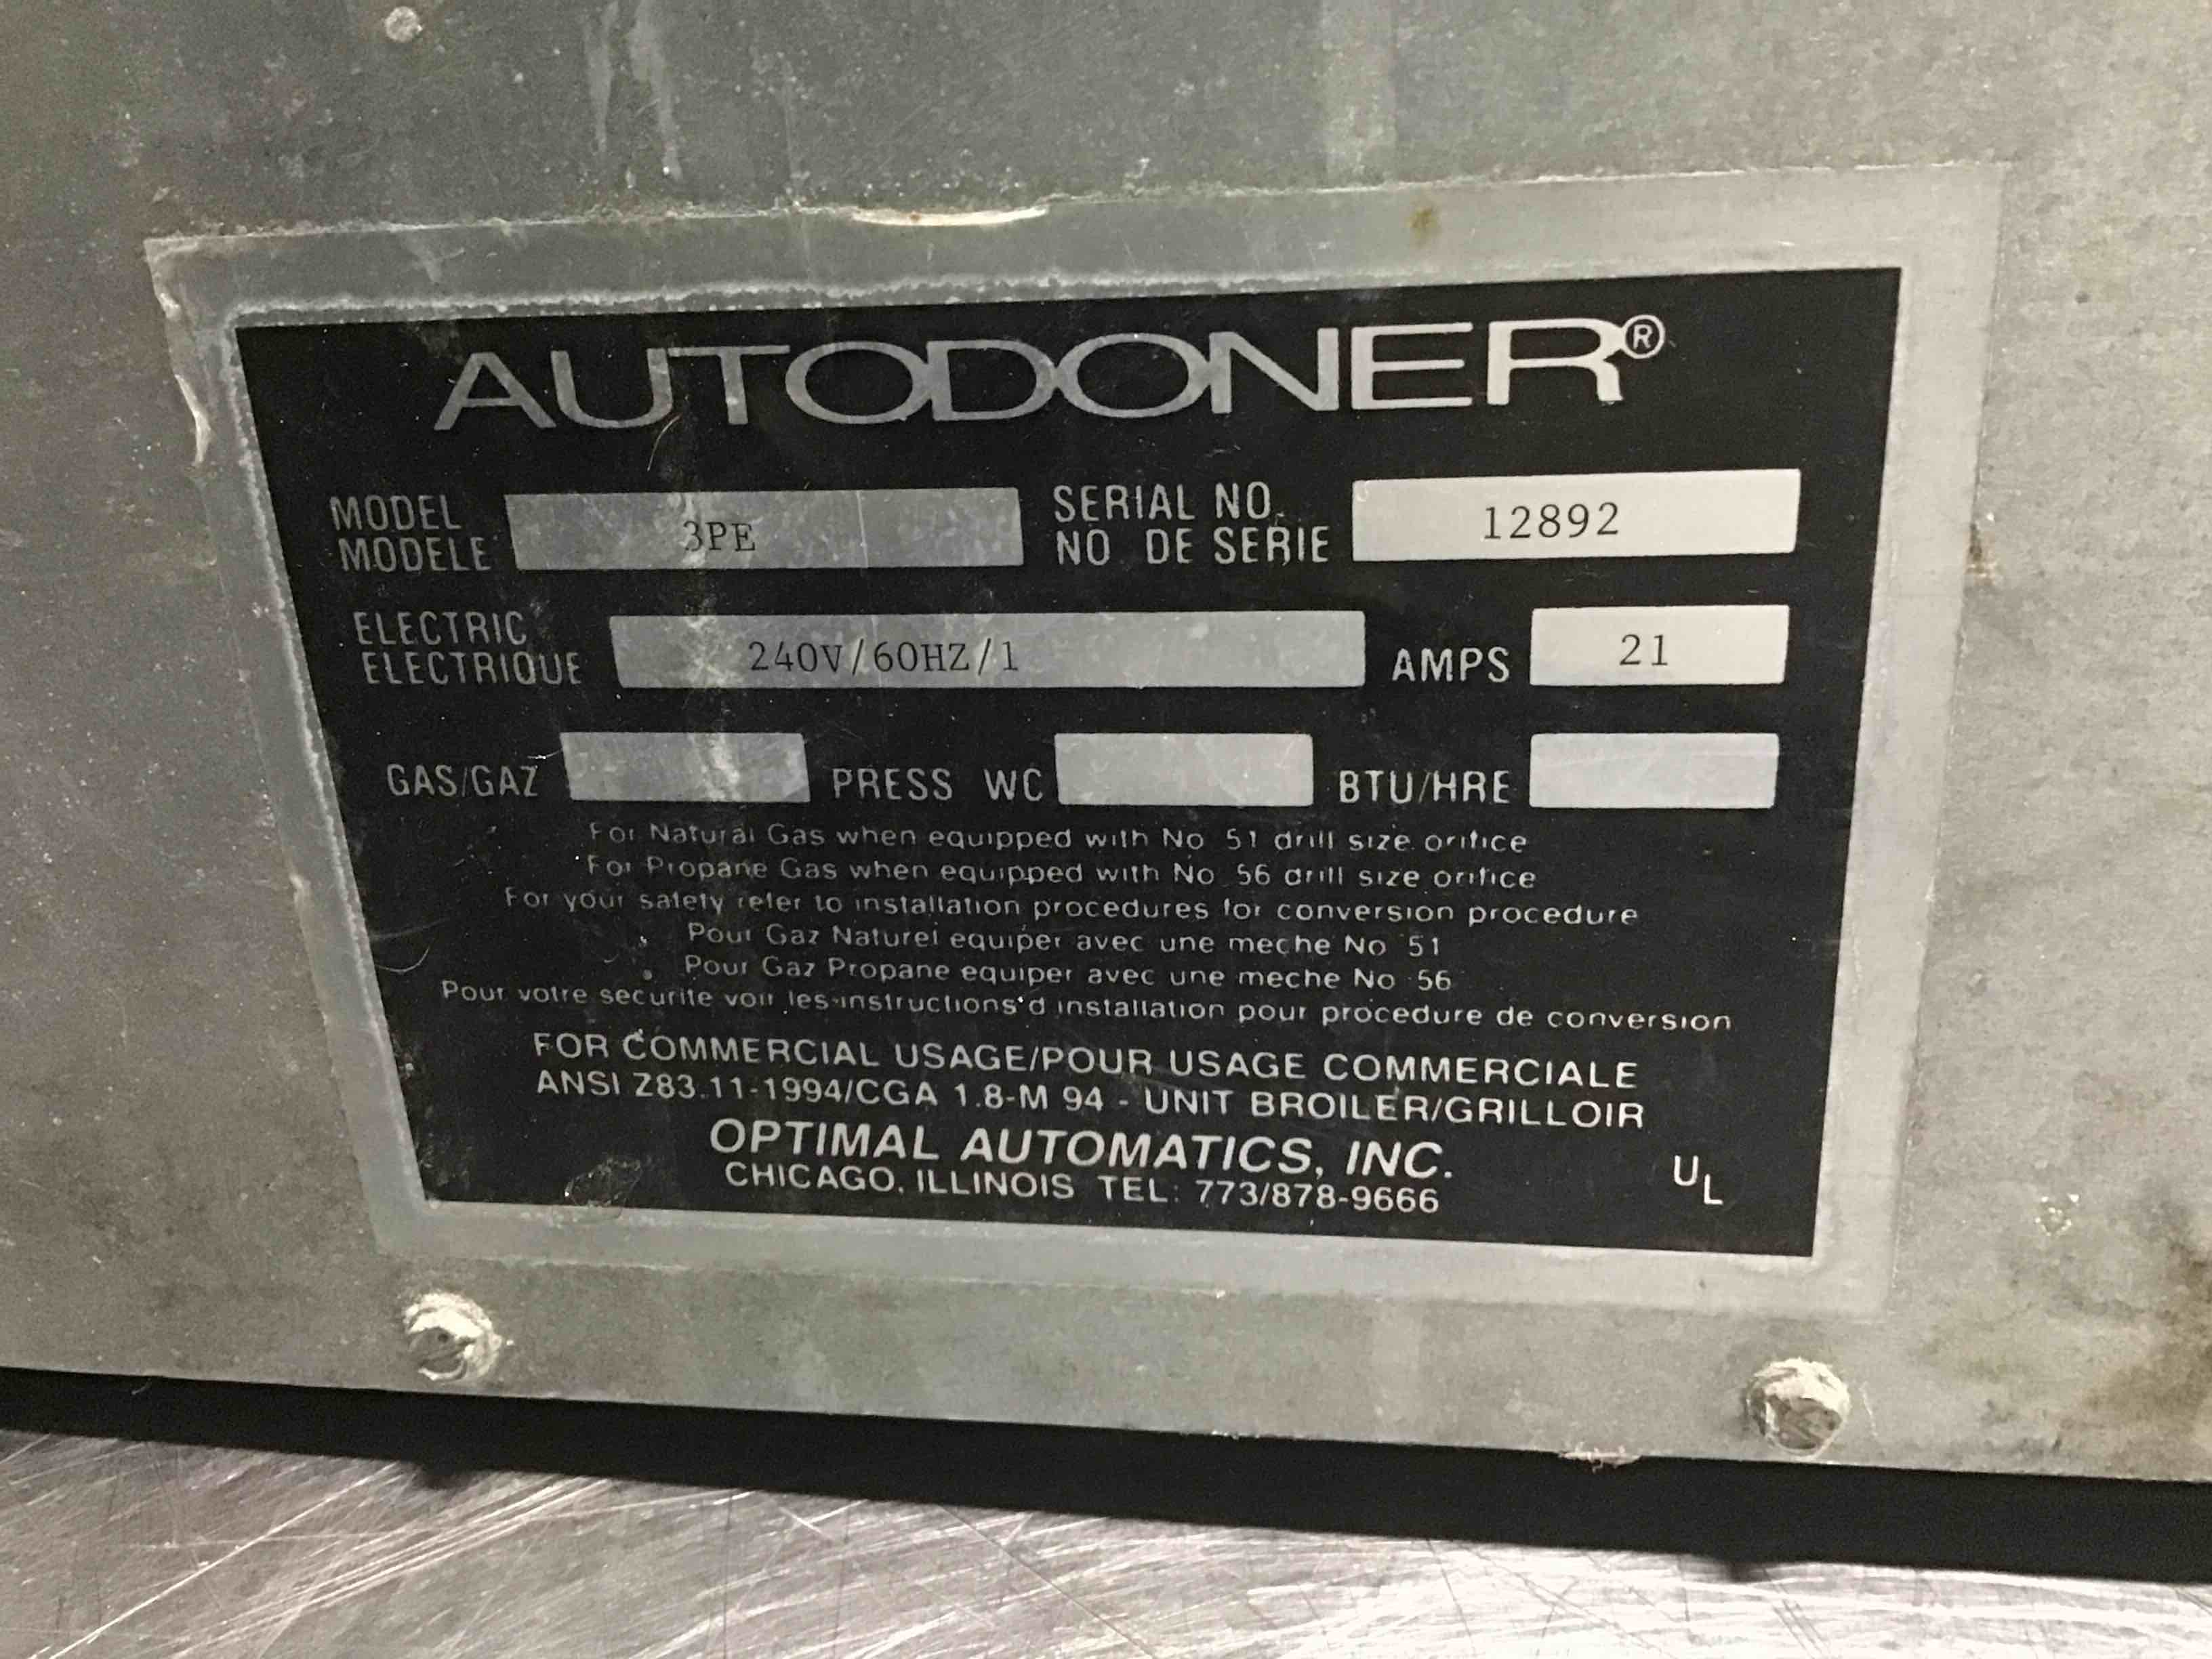 AUTODONER®
MODEL 3PE SERIAL NO.
MODELE NO DE SERIE 12892
ELECTRIC 240V/60HZ/1 AMPS 21
ELECTRIQUE
GAS/GAZ PRESS WC BTU/HRE
For Natural Gas when equipped with No 51 drill size orifice
For Propane Gas when equipped with No 56 drill size orifice
For your safety refer to installation procedures for conversion procedure
Pour Gaz Naturel equiper avec une meche No 51
Pour Gaz Propane equiper avec une meche No 56
Pour votre securite voir les instructions d installation pour procedure de conversion
FOR COMMERCIAL USAGE/POUR USAGE COMMERCIALE
ANSI Z83.11-1994/CGA 1.8-M 94 - UNIT BROILER/GRILLOIR
OPTIMAL AUTOMATICS, INC.
CHICAGO, ILLINOIS TEL: 773/878-9666
UL